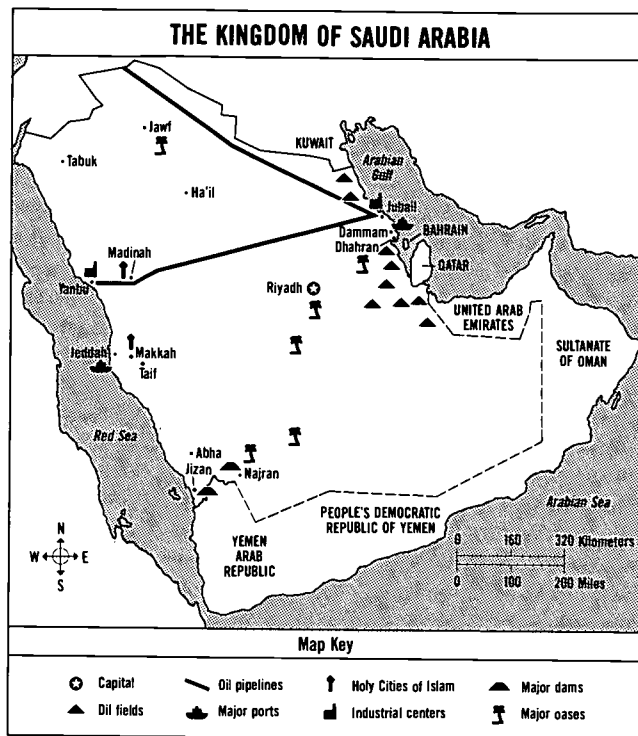 THE KINGDOM OF SAUDI ARABIA
Jawf
KUWAIT
Arabian
Gulf
Tabuk
Ha'il
Jubail
Dammam
BAHRAIN
Dhahran
Madinah
QATAR
Yanbu
Riyadh
UNITED ARAB
EMIRATES
SULTANATE
OF OMAN
Jeddah
Makkah
Taif
Red Sea
Abha
Jizan
Najran
Arabian Sea
PEOPLE'S DEMOCRATIC
REPUBLIC OF YEMEN
YEMEN
ARAB
REPUBLIC
N
W E
S
0 160 320 Kilometers
0 100 200 Miles
Map Key
Capital
Oil pipelines
Holy Cities of Islam
Major dams
Oil fields
Major ports
Industrial centers
Major oases